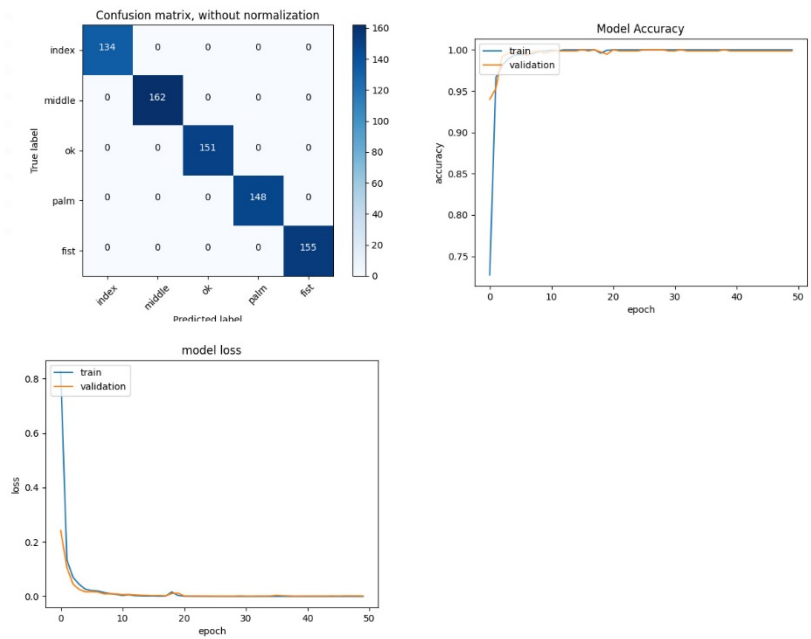 Confusion matrix, without normalization
True label
index
middle
ok
palm
fist
134 0 0 0 0
0 162 0 0 0
0 0 151 0 0
0 0 0 148 0
0 0 0 0 155
index middle ok palm fist
Predicted label
160
140
120
100
80
60
40
20
0
Model Accuracy
train
validation
accuracy
1.00
0.95
0.90
0.85
0.80
0.75
0 10 20 30 40 50
epoch
model loss
train
validation
loss
0.8
0.6
0.4
0.2
0.0
0 10 20 30 40 50
epoch